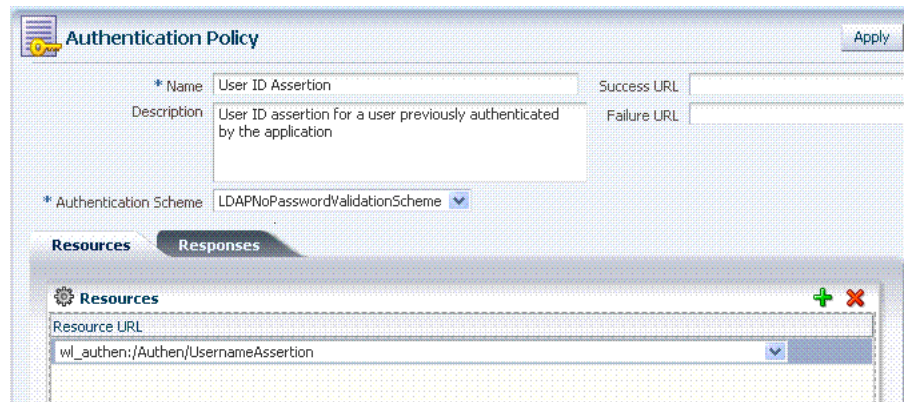 Authentication Policy
Apply
* Name User ID Assertion
Success URL
Description User ID assertion for a user previously authenticated
by the application
Failure URL
* Authentication Scheme LDAPNoPasswordValidationScheme
Resources Responses
Resources
Resource URL
wl_authen:/Authen/UsernameAssertion